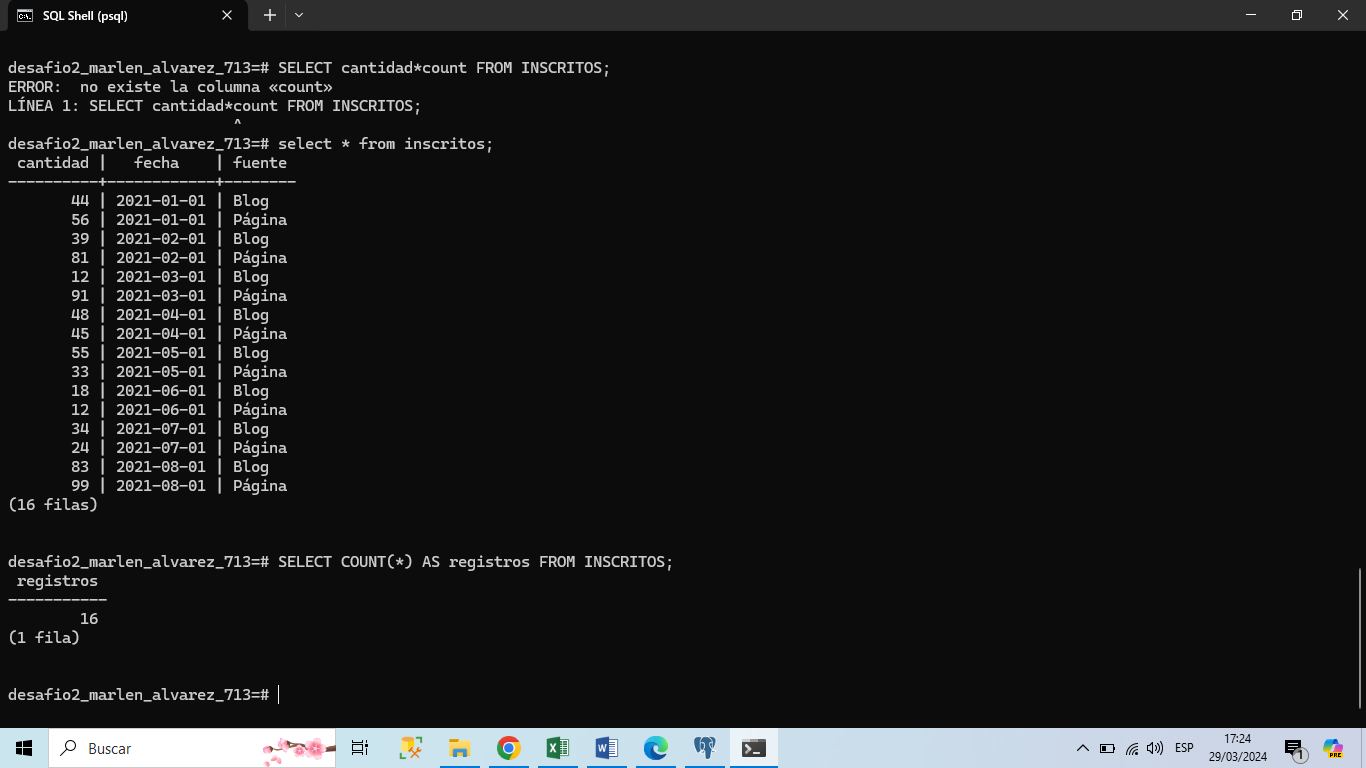 SQL Shell (psql)
desafio2_marlen_alvarez_713=# SELECT cantidad*count FROM INSCRITOS;
ERROR:  no existe la columna «count»
LÍNEA 1: SELECT cantidad*count FROM INSCRITOS;
                         ^
desafio2_marlen_alvarez_713=# select * from inscritos;
 cantidad |   fecha    | fuente
----------+------------+--------
       44 | 2021-01-01 | Blog
       56 | 2021-01-01 | Página
       39 | 2021-02-01 | Blog
       81 | 2021-02-01 | Página
       12 | 2021-03-01 | Blog
       91 | 2021-03-01 | Página
       48 | 2021-04-01 | Blog
       45 | 2021-04-01 | Página
       55 | 2021-05-01 | Blog
       33 | 2021-05-01 | Página
       18 | 2021-06-01 | Blog
       12 | 2021-06-01 | Página
       34 | 2021-07-01 | Blog
       24 | 2021-07-01 | Página
       83 | 2021-08-01 | Blog
       99 | 2021-08-01 | Página
(16 filas)
desafio2_marlen_alvarez_713=# SELECT COUNT(*) AS registros FROM INSCRITOS;
 registros
-----------
        16
(1 fila)
desafio2_marlen_alvarez_713=#
Buscar
ESP
17:24
29/03/2024
1
PRE